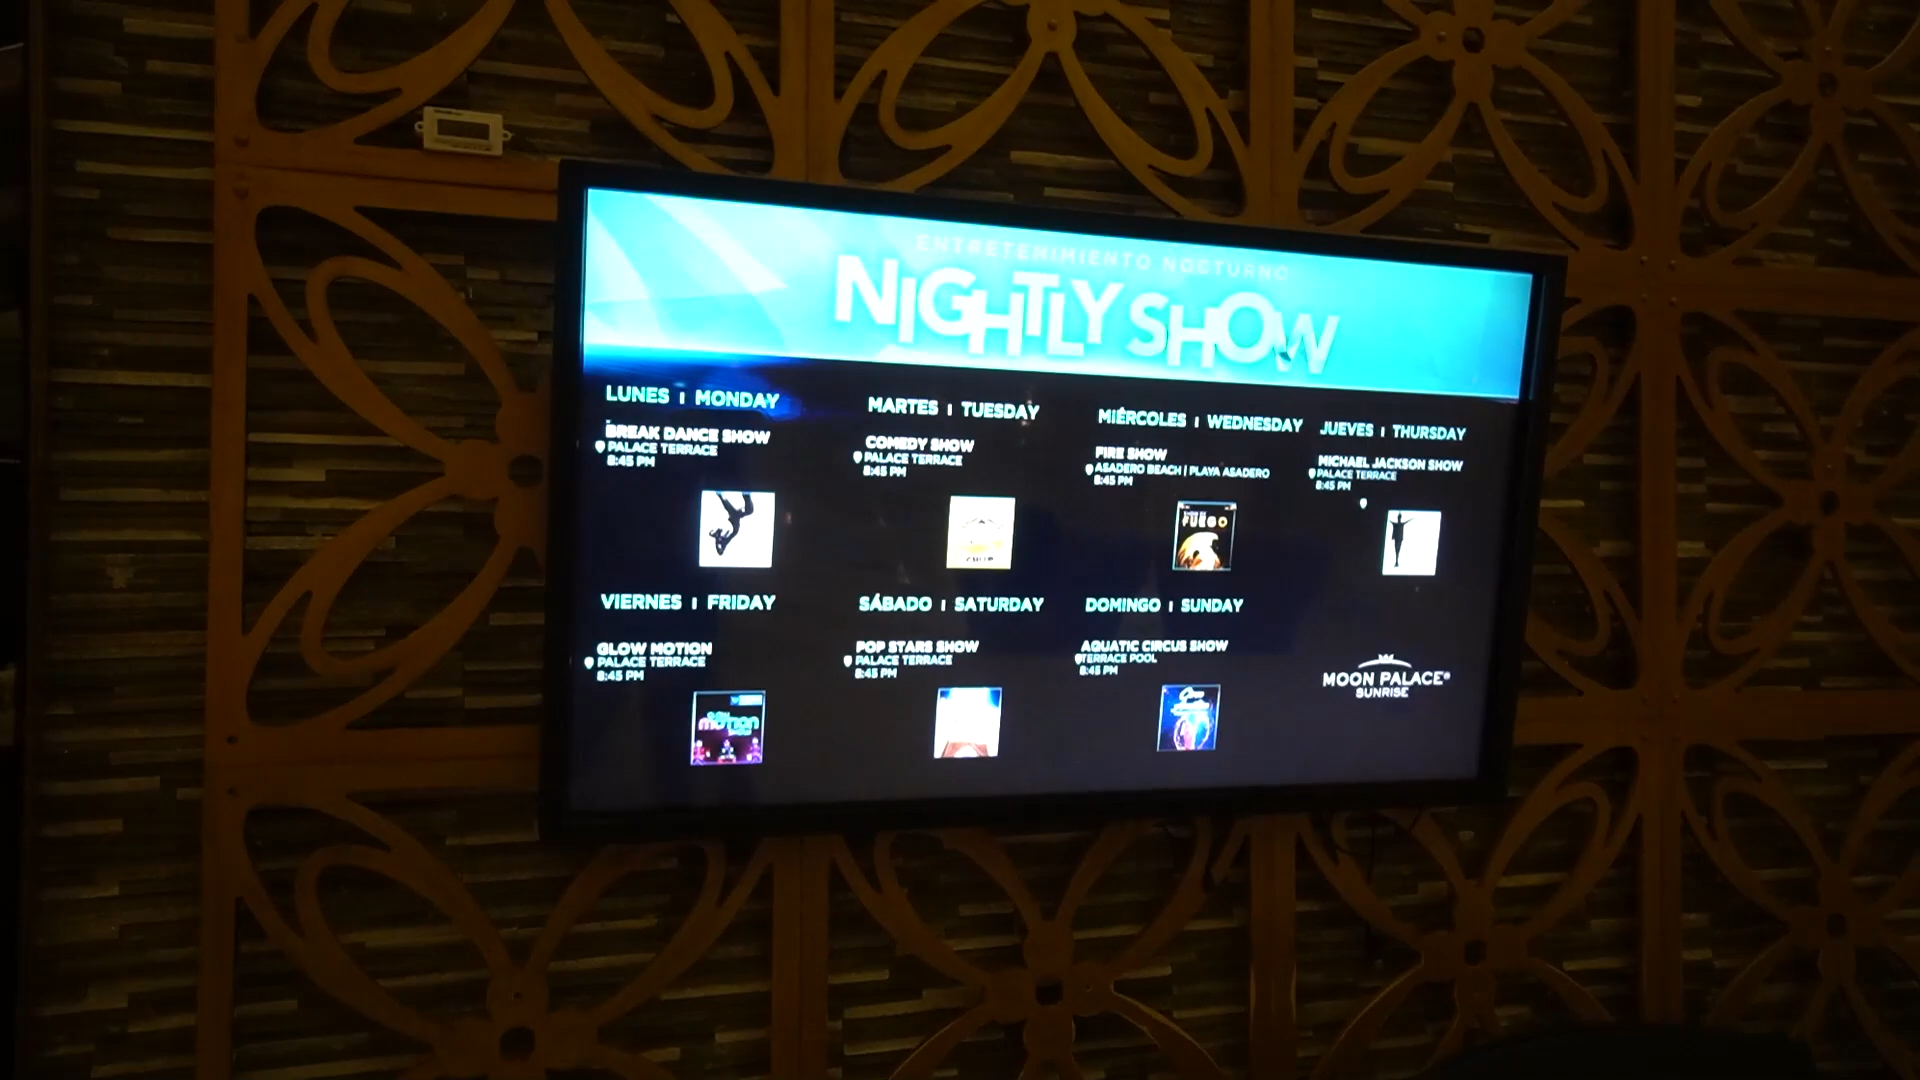 ENTRETENIMIENTO NOCTURNO
NIGHTLY SHOW
LUNES | MONDAY
BREAK DANCE SHOW
PALACE TERRACE
8:45 PM
MARTES | TUESDAY
COMEDY SHOW
PALACE TERRACE
8:45 PM
MIÉRCOLES | WEDNESDAY
FIRE SHOW
ASADERO BEACH | PLAYA ASADERO
8:45 PM
FUEGO
JUEVES | THURSDAY
MICHAEL JACKSON SHOW
PALACE TERRACE
8:45 PM
VIERNES | FRIDAY
GLOW MOTION
PALACE TERRACE
8:45 PM
MOTION
SÁBADO | SATURDAY
POP STARS SHOW
PALACE TERRACE
8:45 PM
DOMINGO | SUNDAY
AQUATIC CIRCUS SHOW
TERRACE POOL
8:45 PM
MOON PALACE®
SUNRISE